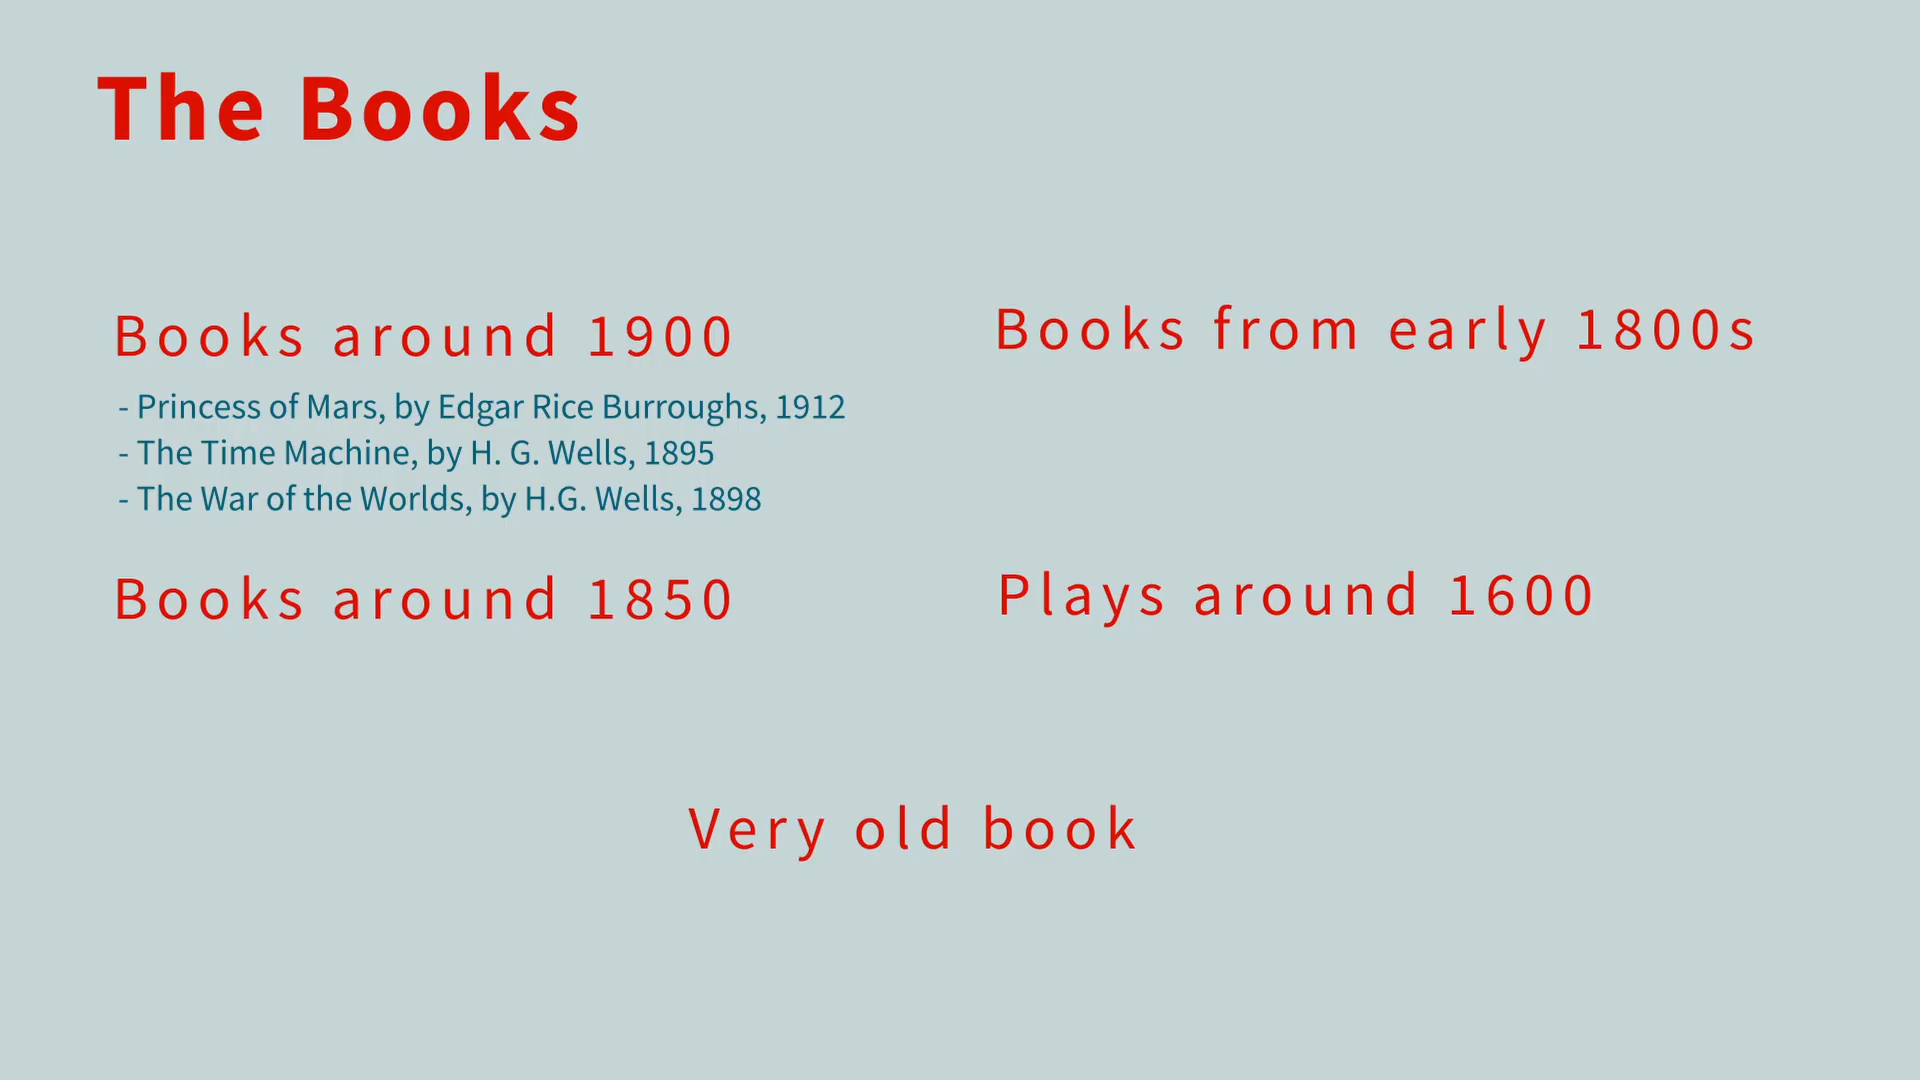 The Books
Books around 1900
- Princess of Mars, by Edgar Rice Burroughs, 1912
- The Time Machine, by H. G. Wells, 1895
- The War of the Worlds, by H.G. Wells, 1898
Books from early 1800s
Books around 1850
Plays around 1600
Very old book